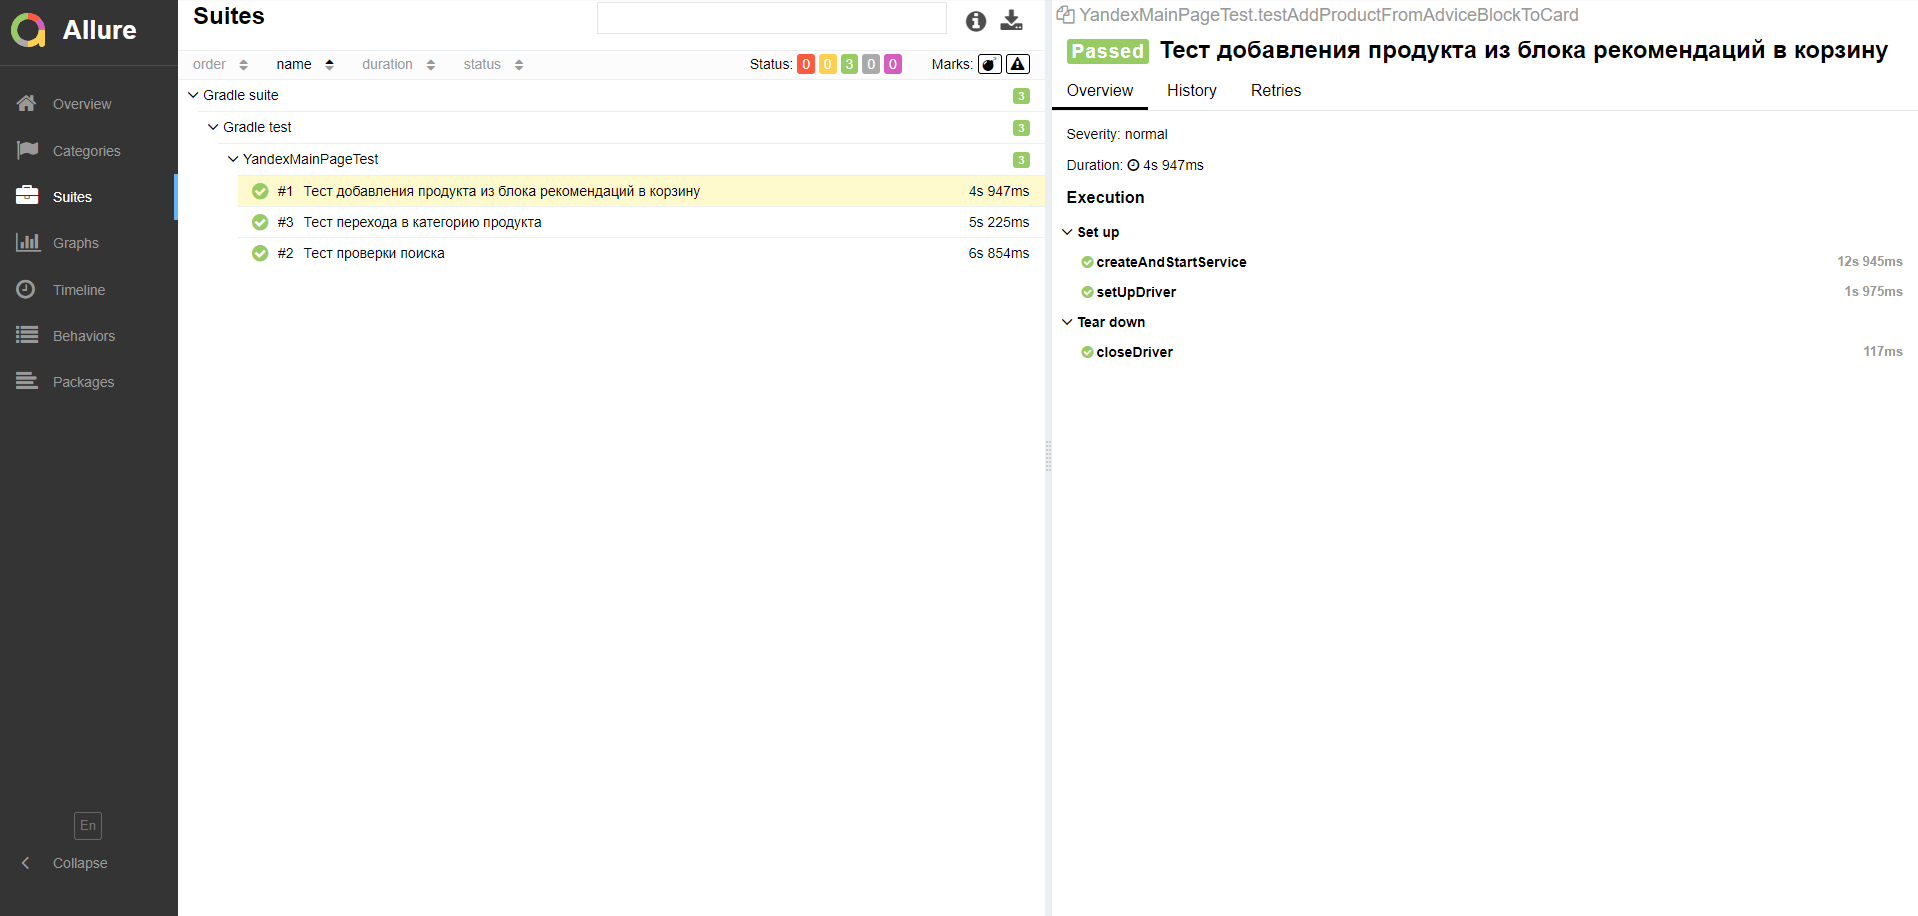 Allure
Overview
Categories
Suites
Graphs
Timeline
Behaviors
Packages
En
Collapse
Suites
order name duration status Status: 0 0 3 0 0 Marks:
Gradle suite 3
Gradle test 3
YandexMainPageTest 3
#1 Тест добавления продукта из блока рекомендаций в корзину 4s 947ms
#3 Тест перехода в категорию продукта 5s 225ms
#2 Тест проверки поиска 6s 854ms
YandexMainPageTest.testAddProductFromAdviceBlockToCard
Passed Тест добавления продукта из блока рекомендаций в корзину
Overview History Retries
Severity: normal
Duration: 4s 947ms
Execution
Set up
createAndStartService 12s 945ms
setUpDriver 1s 975ms
Tear down
closeDriver 117ms